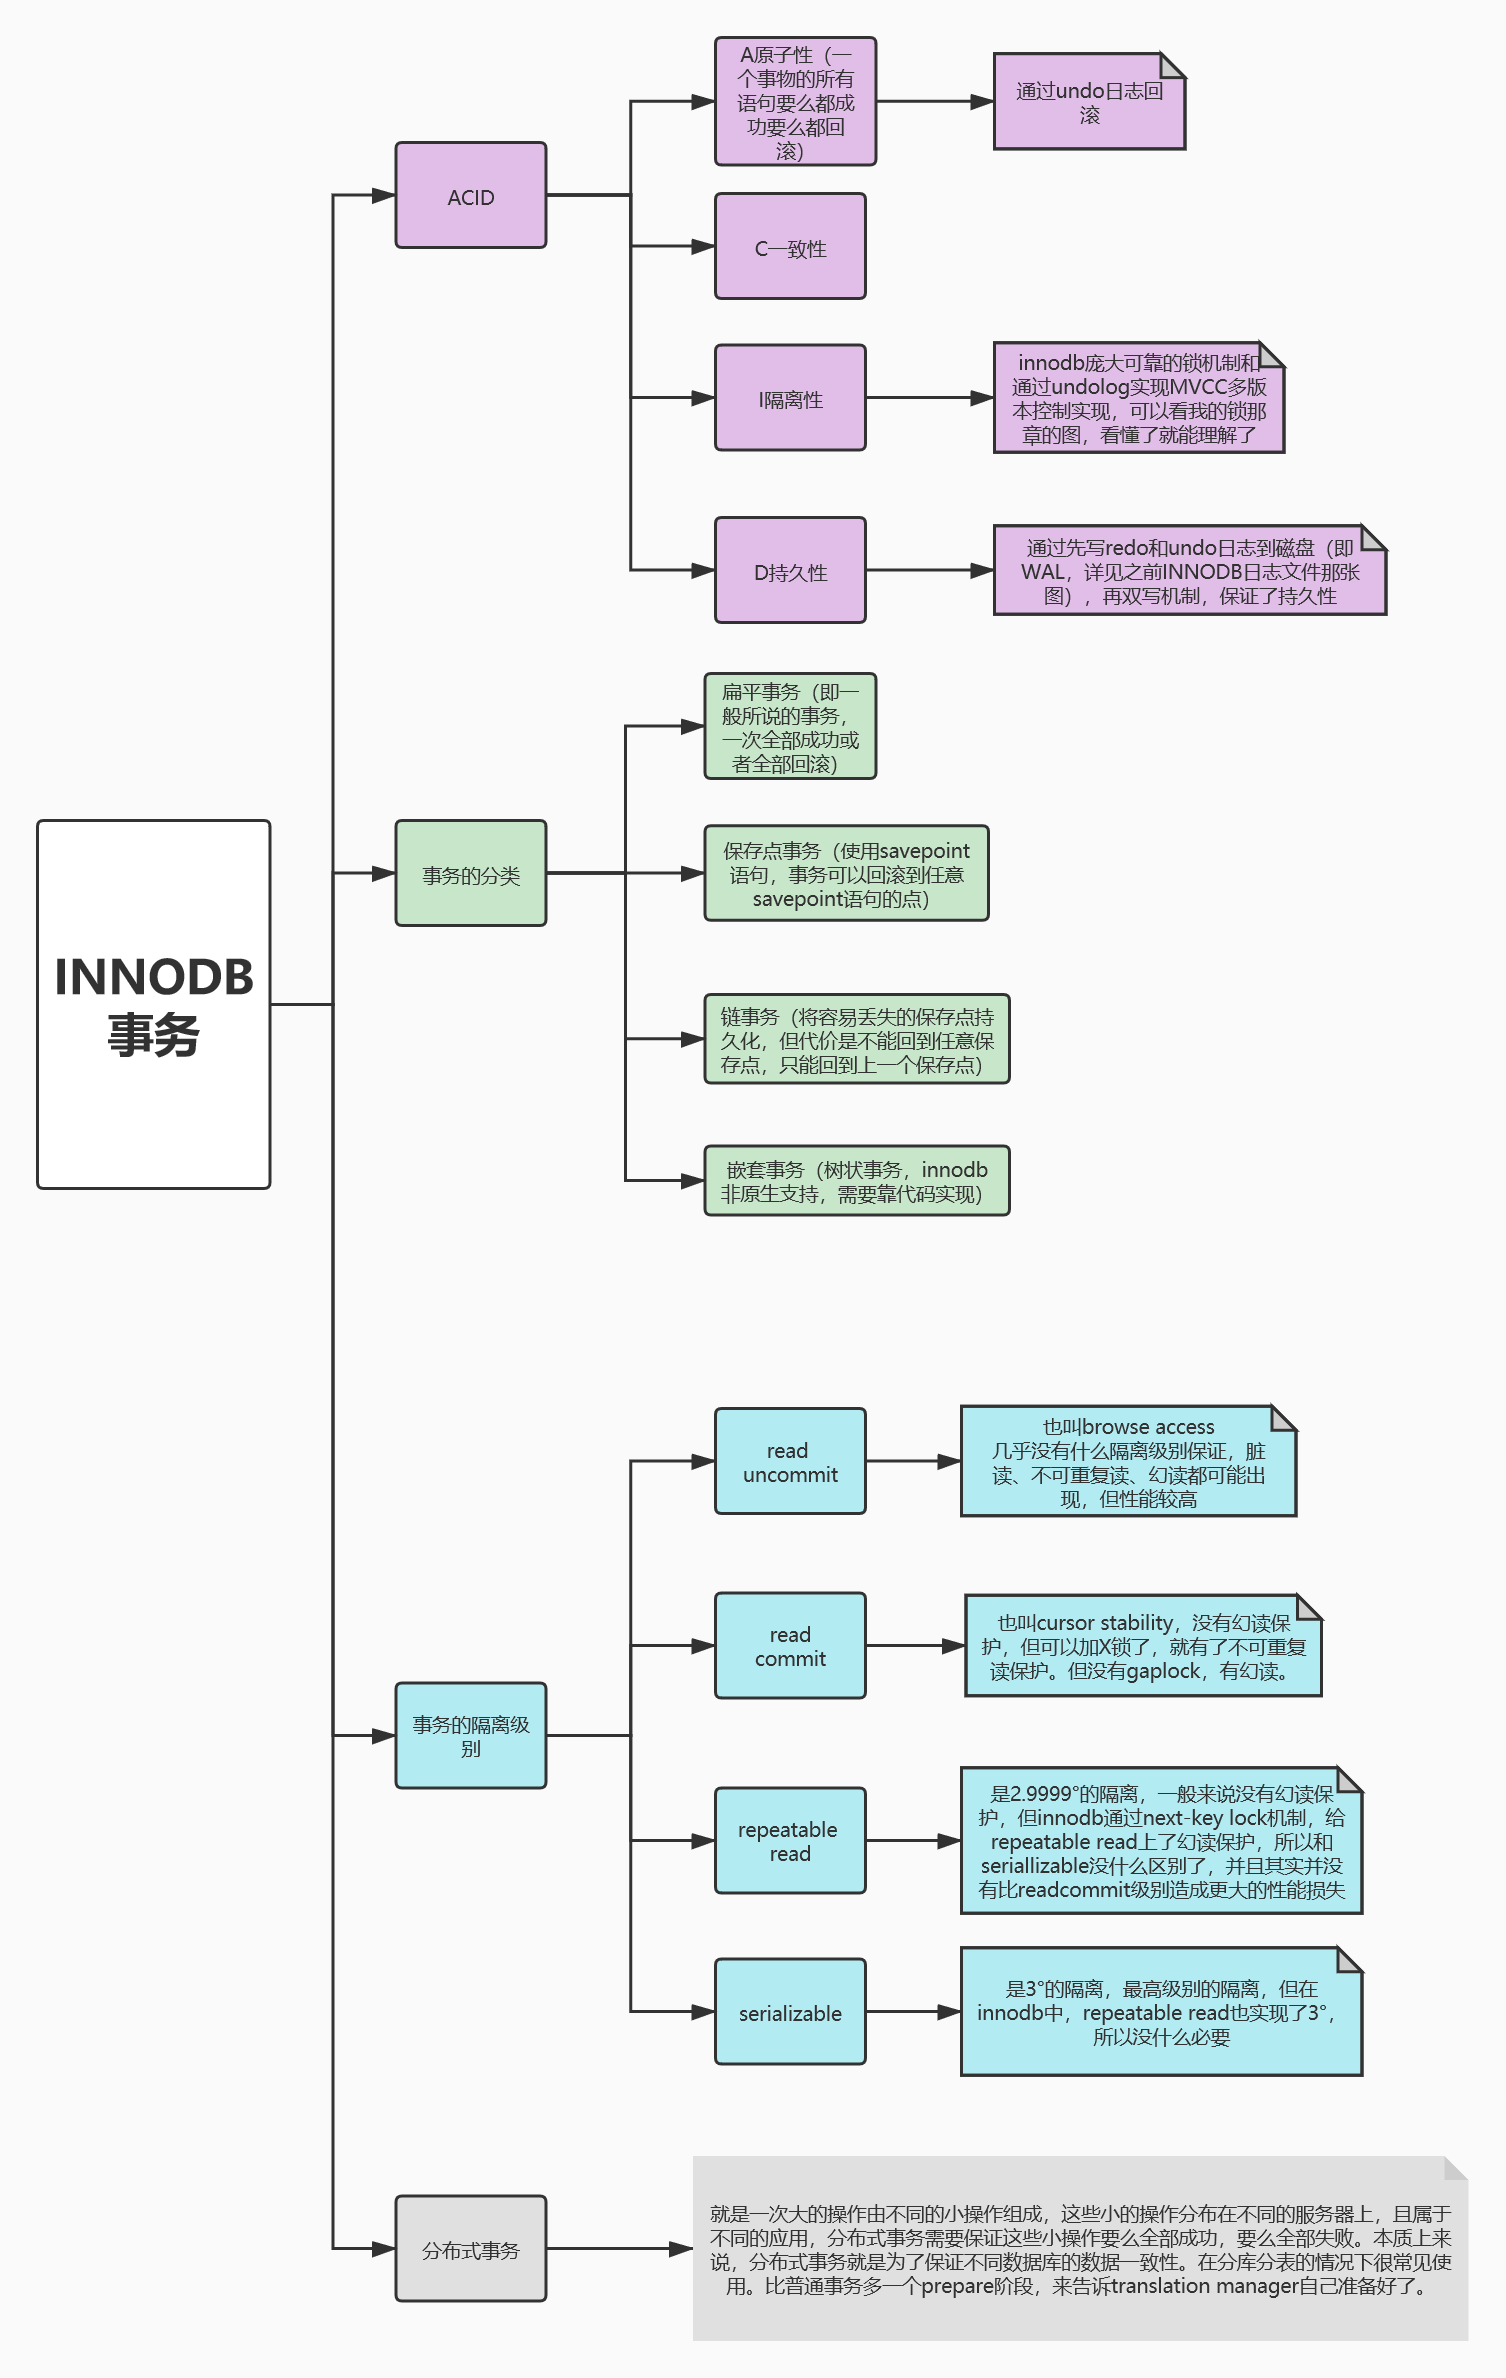 INNODB
事务
ACID
A原子性（一
个事物的所有
语句要么都成
功要么都回
滚）
通过undo日志回
滚
C一致性
I隔离性
innodb庞大可靠的锁机制和
通过undolog实现MVCC多版
本控制实现，可以看我的锁那
章的图，看懂了就能理解了
D持久性
通过先写redo和undo日志到磁盘（即
WAL，详见之前INNODB日志文件那张
图），再双写机制，保证了持久性
事务的分类
扁平事务（即一
般所说的事务，
一次全部成功或
者全部回滚）
保存点事务（使用savepoint
语句，事务可以回滚到任意
savepoint语句的点）
链事务（将容易丢失的保存点持
久化，但代价是不能回到任意保
存点，只能回到上一个保存点）
嵌套事务（树状事务，innodb
非原生支持，需要靠代码实现）
事务的隔离级
别
read
uncommit
也叫browse access
几乎没有什么隔离级别保证，脏
读、不可重复读、幻读都可能出
现，但性能较高
read
commit
也叫cursor stability，没有幻读保
护，但可以加X锁了，就有了不可重复
读保护。但没有gaplock，有幻读。
repeatable
read
是2.9999°的隔离，一般来说没有幻读保
护，但innodb通过next-key lock机制，给
repeatable read上了幻读保护，所以和
seriallizable没什么区别了，并且其实并没
有比readcommit级别造成更大的性能损失
serializable
是3°的隔离，最高级别的隔离，但在
innodb中，repeatable read也实现了3°，
所以没什么必要
分布式事务
就是一次大的操作由不同的小操作组成，这些小的操作分布在不同的服务器上，且属于
不同的应用，分布式事务需要保证这些小操作要么全部成功，要么全部失败。本质上来
说，分布式事务就是为了保证不同数据库的数据一致性。在分库分表的情况下很常见使
用。比普通事务多一个prepare阶段，来告诉translation manager自己准备好了。